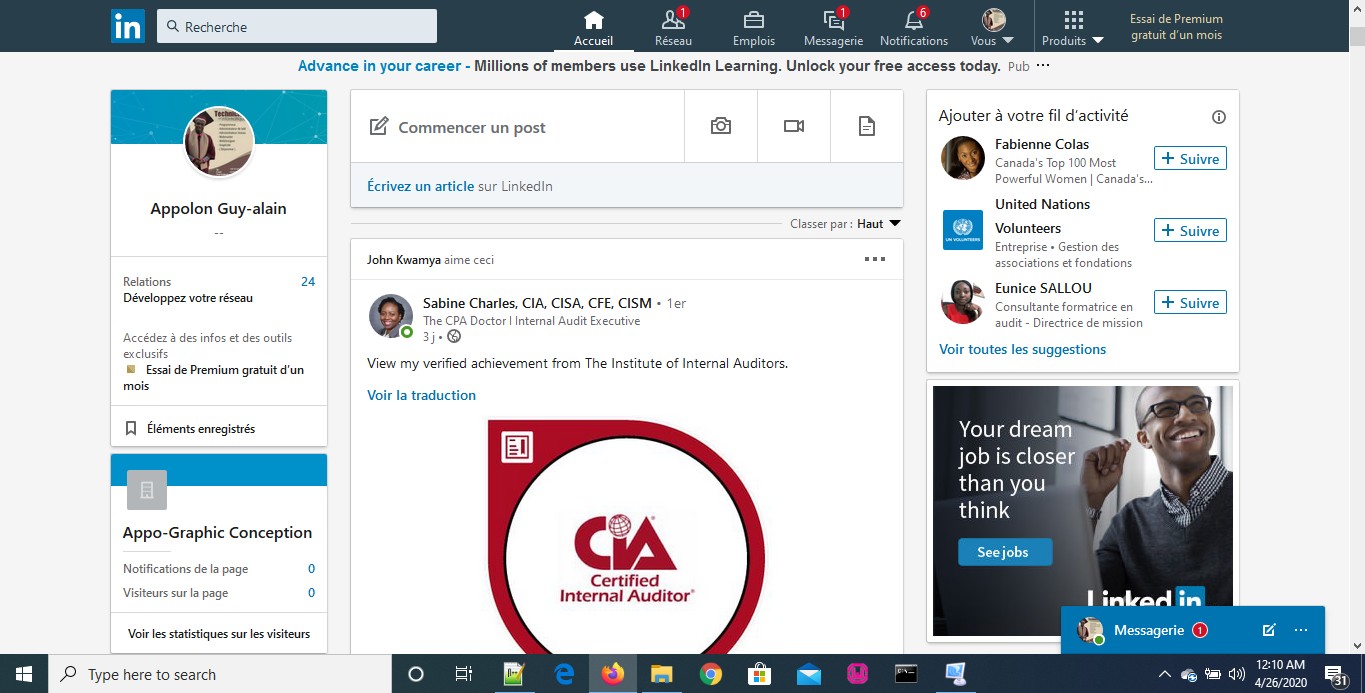 in
Recherche
Accueil
1
Réseau
Emplois
1
Messagerie
6
Notifications
Vous
Produits
Essai de Premium
gratuit d'un mois
Advance in your career - Millions of members use LinkedIn Learning. Unlock your free access today. Pub ...
Appolon Guy-alain
--
Relations 24
Développez votre réseau
Accédez à des infos et des outils
exclusifs
Essai de Premium gratuit d'un
mois
Éléments enregistrés
Appo-Graphic Conception
Notifications de la page 0
Visiteurs sur la page 0
Voir les statistiques sur les visiteurs
Commencer un post
Écrivez un article sur LinkedIn
Classer par : Haut
John Kwamya aime ceci
Sabine Charles, CIA, CISA, CFE, CISM • 1er
The CPA Doctor l Internal Audit Executive
3 j •
View my verified achievement from The Institute of Internal Auditors.
Voir la traduction
CIA
Certified
Internal Auditor®
Ajouter à votre fil d'activité
Fabienne Colas
Canada's Top 100 Most
Powerful Women | Canada's...
+ Suivre
United Nations
Volunteers
Entreprise • Gestion des
associations et fondations
+ Suivre
UN VOLUNTEERS
Eunice SALLOU
Consultante formatrice en
audit - Directrice de mission
+ Suivre
Voir toutes les suggestions
Your dream
job is closer
than you
think
See jobs
Linked in
Messagerie 1
Type here to search
12:10 AM
4/26/2020
31